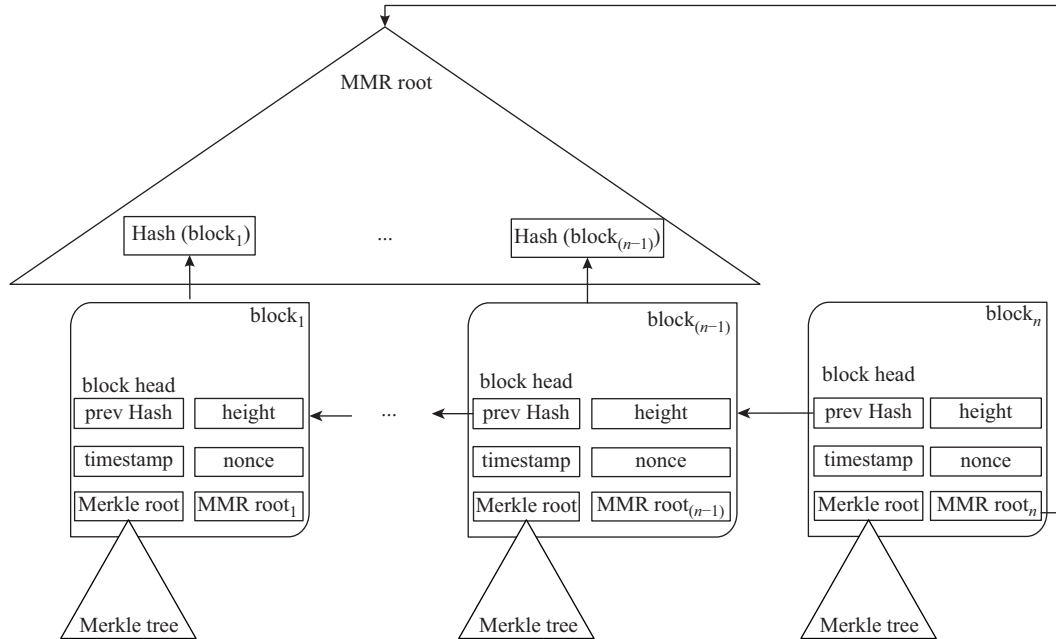 MMR root
Hash (block₁) ... Hash (block₍ₙ₋₁₎)
block₁ block₍ₙ₋₁₎ blockₙ
block head block head block head
prev Hash height ... prev Hash height prev Hash height
timestamp nonce timestamp nonce timestamp nonce
Merkle root MMR root₁ Merkle root MMR root₍ₙ₋₁₎ Merkle root MMR rootₙ
Merkle tree Merkle tree Merkle tree